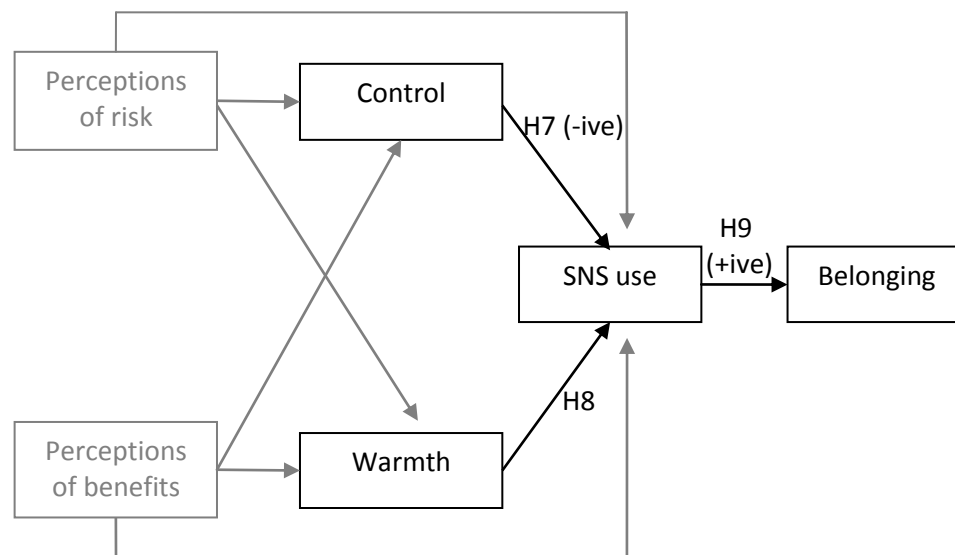 Perceptions
of risk
Control
H7 (-ive)
H9
(+ive)
SNS use
Belonging
H8
Perceptions
of benefits
Warmth